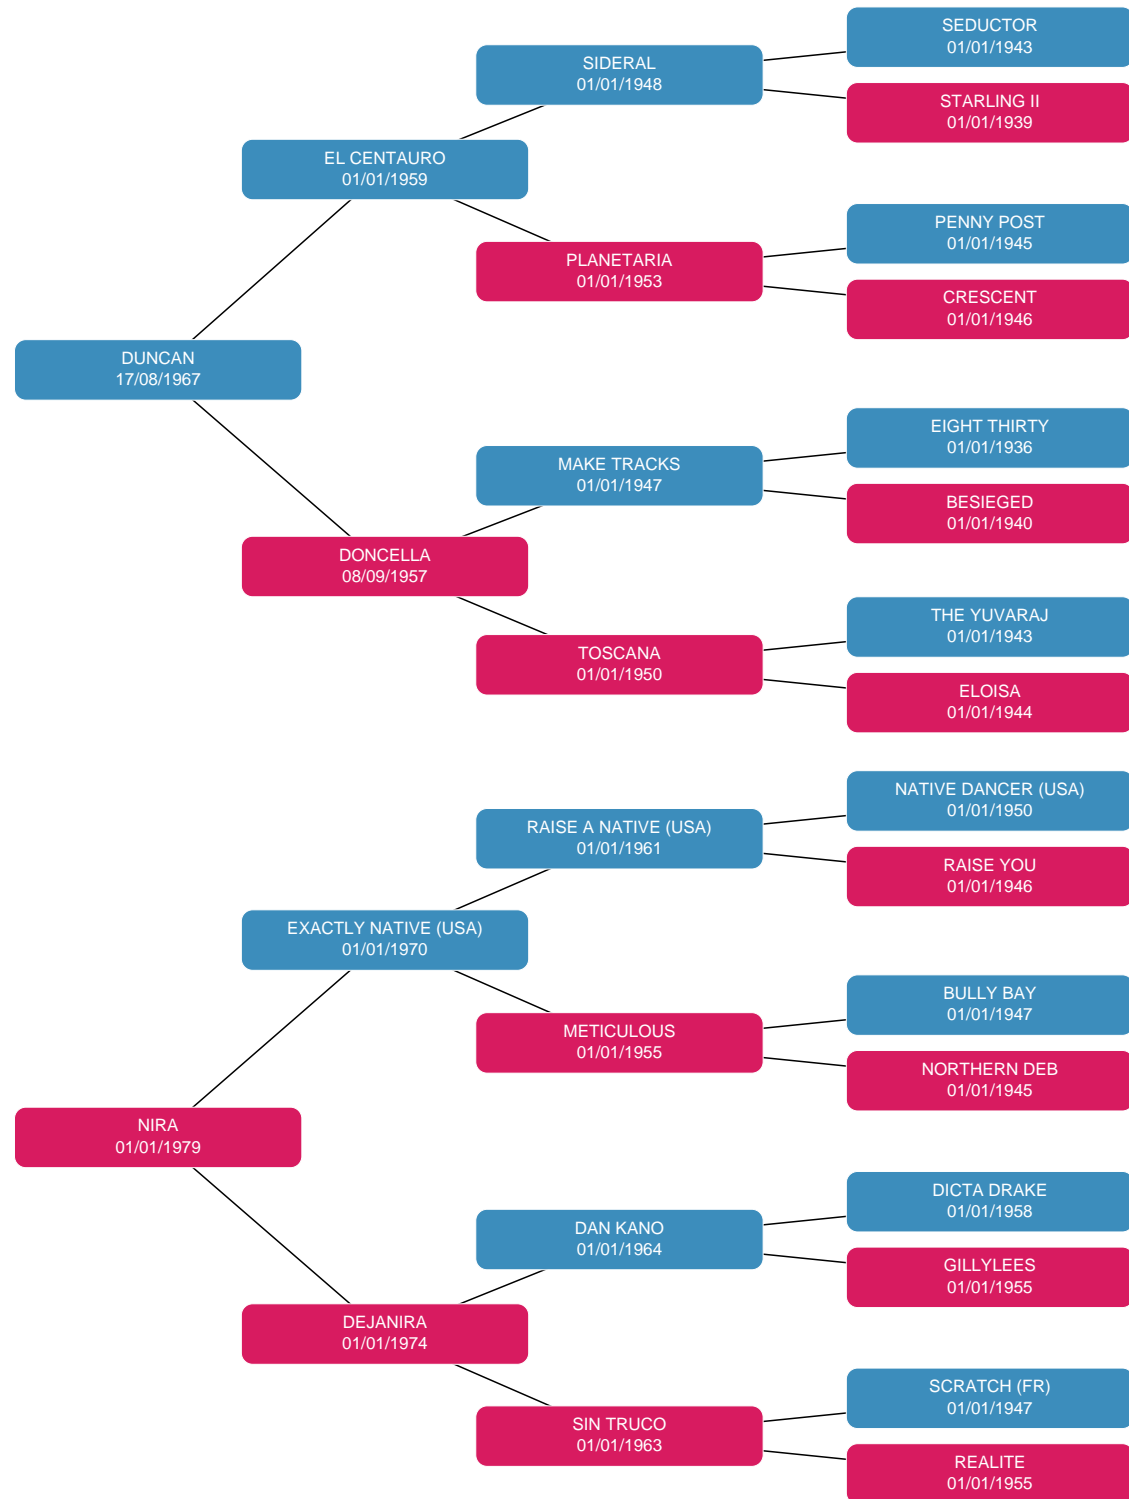 SEDUCTOR
01/01/1943
SIDERAL
01/01/1948
STARLING II
01/01/1939
EL CENTAURO
01/01/1959
PENNY POST
01/01/1945
PLANETARIA
01/01/1953
CRESCENT
01/01/1946
DUNCAN
17/08/1967
EIGHT THIRTY
01/01/1936
MAKE TRACKS
01/01/1947
BESIEGED
01/01/1940
DONCELLA
08/09/1957
THE YUVARAJ
01/01/1943
TOSCANA
01/01/1950
ELOISA
01/01/1944
NATIVE DANCER (USA)
01/01/1950
RAISE A NATIVE (USA)
01/01/1961
RAISE YOU
01/01/1946
EXACTLY NATIVE (USA)
01/01/1970
BULLY BAY
01/01/1947
METICULOUS
01/01/1955
NORTHERN DEB
01/01/1945
NIRA
01/01/1979
DICTA DRAKE
01/01/1958
DAN KANO
01/01/1964
GILLYLEES
01/01/1955
DEJANIRA
01/01/1974
SCRATCH (FR)
01/01/1947
SIN TRUCO
01/01/1963
REALITE
01/01/1955